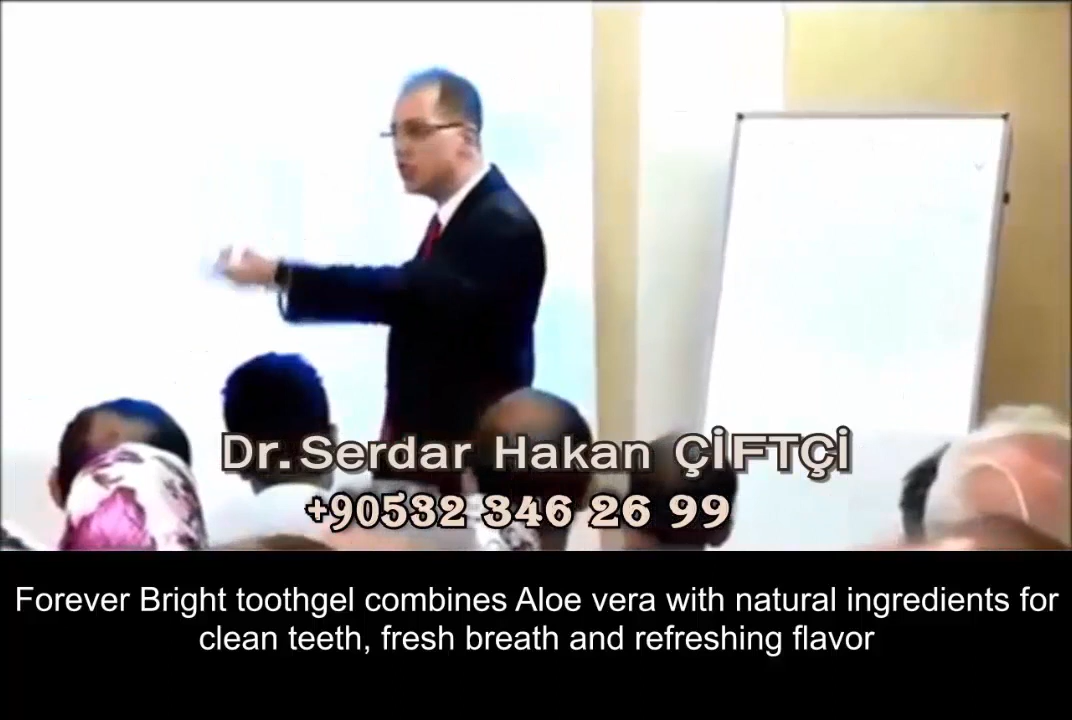 Dr. Serdar Hakan ÇİFTÇİ
+90532 346 26 99
Forever Bright toothgel combines Aloe vera with natural ingredients for
clean teeth, fresh breath and refreshing flavor